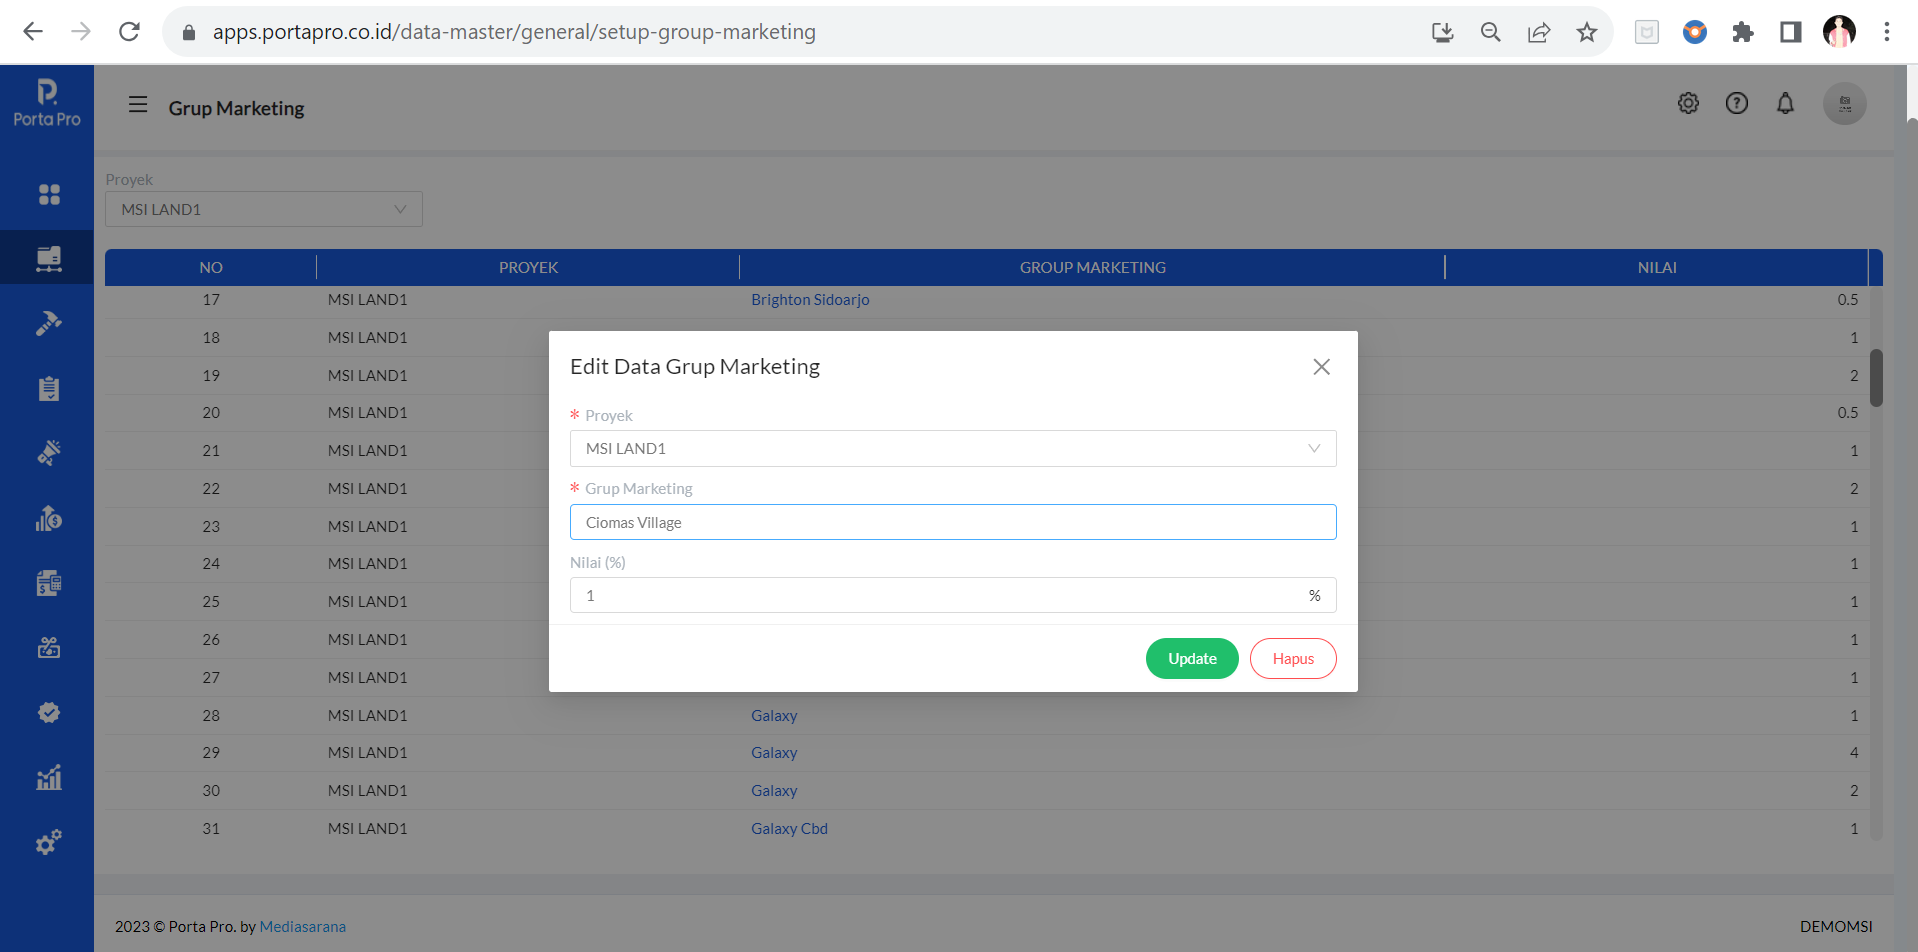 apps.portapro.co.id/data-master/general/setup-group-marketing
Porta Pro
Grup Marketing
Proyek
MSI LAND1
NO PROYEK GROUP MARKETING NILAI
17 MSI LAND1 Brighton Sidoarjo 0.5
18 MSI LAND1 1
19 MSI LAND1 2
20 MSI LAND1 0.5
21 MSI LAND1 1
22 MSI LAND1 2
23 MSI LAND1 1
24 MSI LAND1 1
25 MSI LAND1 1
26 MSI LAND1 1
27 MSI LAND1 1
28 MSI LAND1 Galaxy 1
29 MSI LAND1 Galaxy 4
30 MSI LAND1 Galaxy 2
31 MSI LAND1 Galaxy Cbd 1
Edit Data Grup Marketing
* Proyek
MSI LAND1
* Grup Marketing
Ciomas Village
Nilai (%)
1 %
Update Hapus
2023 © Porta Pro. by Mediasarana DEMOMSI